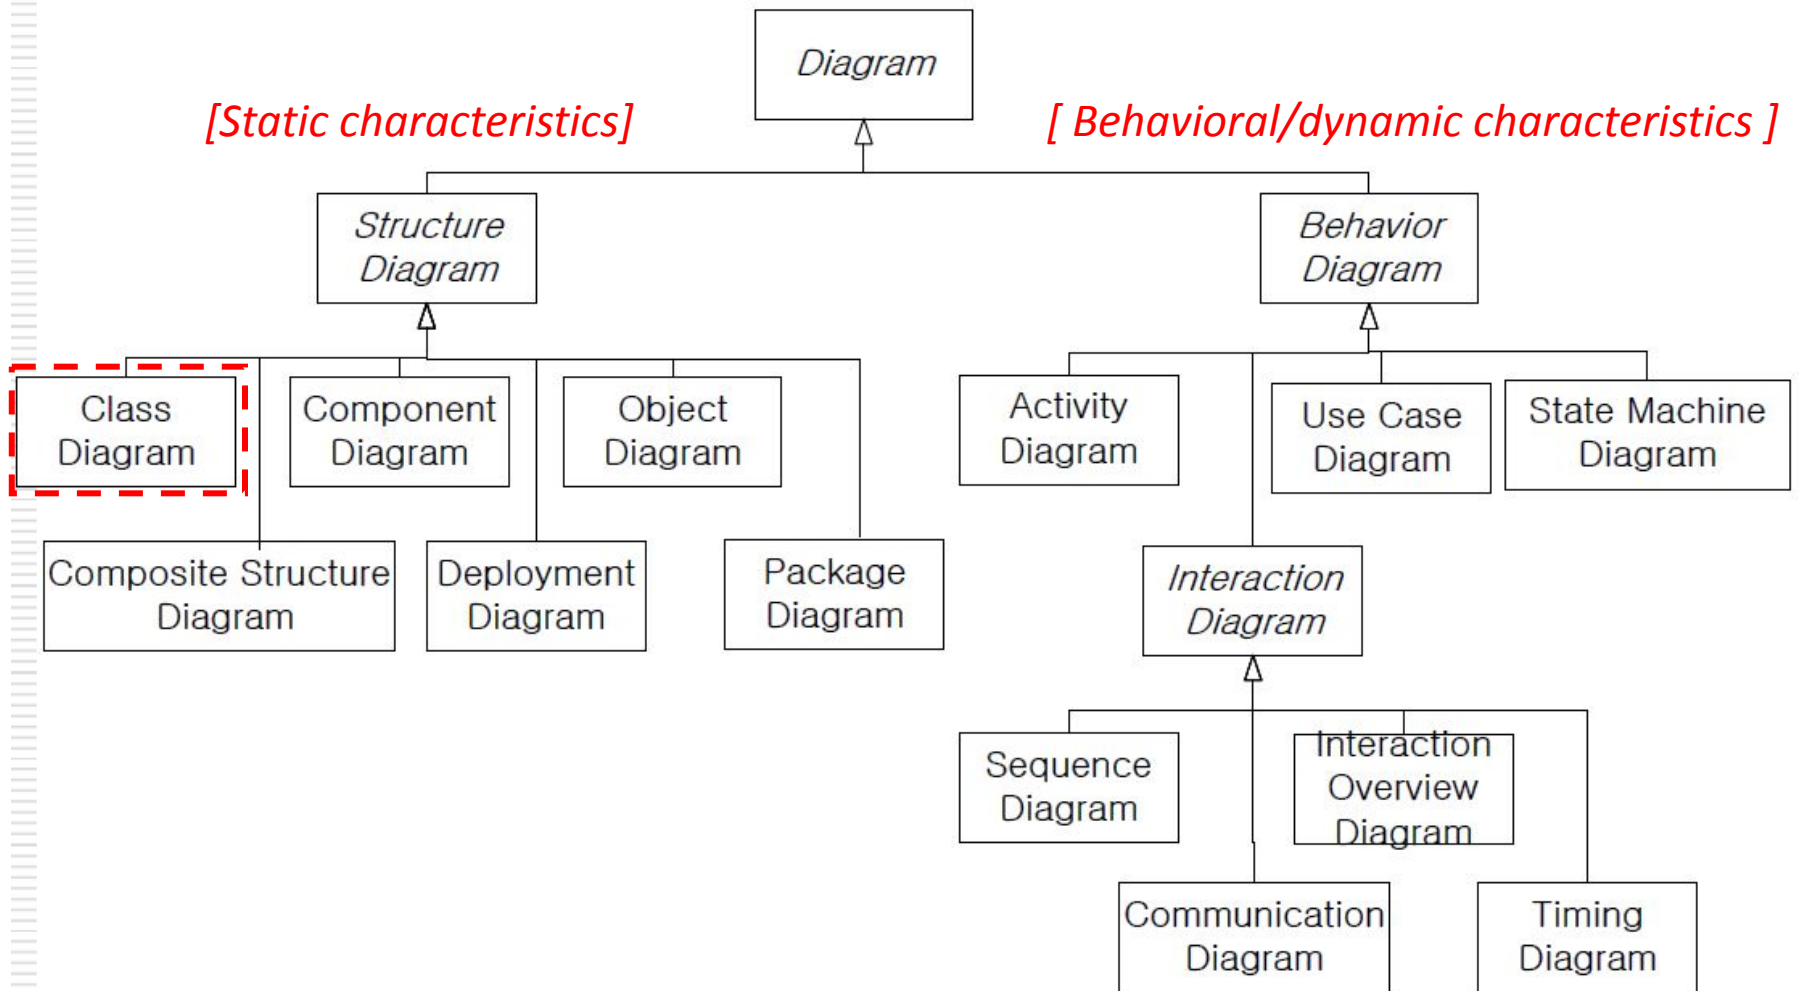 Diagram
[Static characteristics]
[ Behavioral/dynamic characteristics ]
Structure
Diagram
Behavior
Diagram
Class
Diagram
Component
Diagram
Object
Diagram
Activity
Diagram
Use Case
Diagram
State Machine
Diagram
Composite Structure
Diagram
Deployment
Diagram
Package
Diagram
Interaction
Diagram
Sequence
Diagram
Interaction
Overview
Diagram
Communication
Diagram
Timing
Diagram